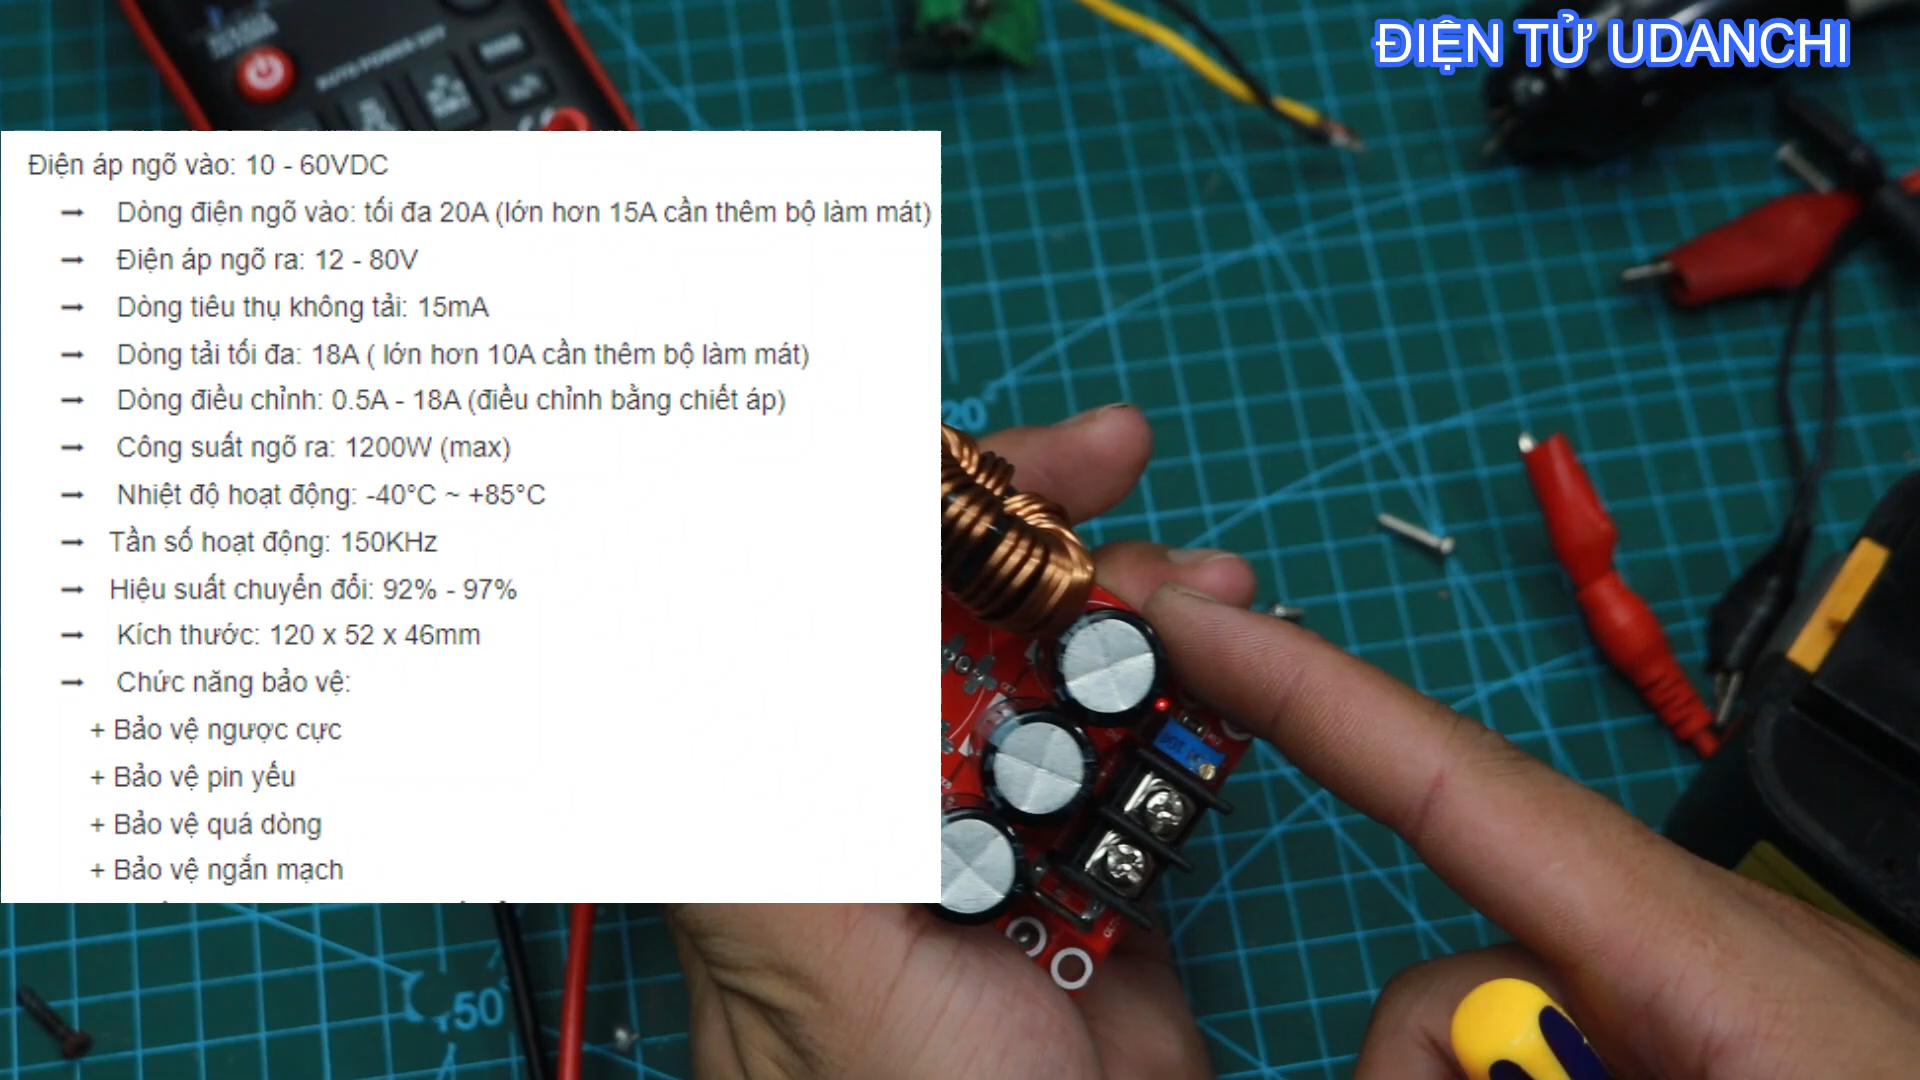 ĐIỆN TỬ UDANCHI
AUTO POWER OFF
Điện áp ngõ vào: 10 - 60VDC
➞ Dòng điện ngõ vào: tối đa 20A (lớn hơn 15A cần thêm bộ làm mát)
➞ Điện áp ngõ ra: 12 - 80V
➞ Dòng tiêu thụ không tải: 15mA
➞ Dòng tải tối đa: 18A ( lớn hơn 10A cần thêm bộ làm mát)
➞ Dòng điều chỉnh: 0.5A - 18A (điều chỉnh bằng chiết áp)
➞ Công suất ngõ ra: 1200W (max)
➞ Nhiệt độ hoạt động: -40°C ~ +85°C
➞ Tần số hoạt động: 150KHz
➞ Hiệu suất chuyển đổi: 92% - 97%
➞ Kích thước: 120 x 52 x 46mm
➞ Chức năng bảo vệ:
+ Bảo vệ ngược cực
+ Bảo vệ pin yếu
+ Bảo vệ quá dòng
+ Bảo vệ ngắn mạch
20°
50°